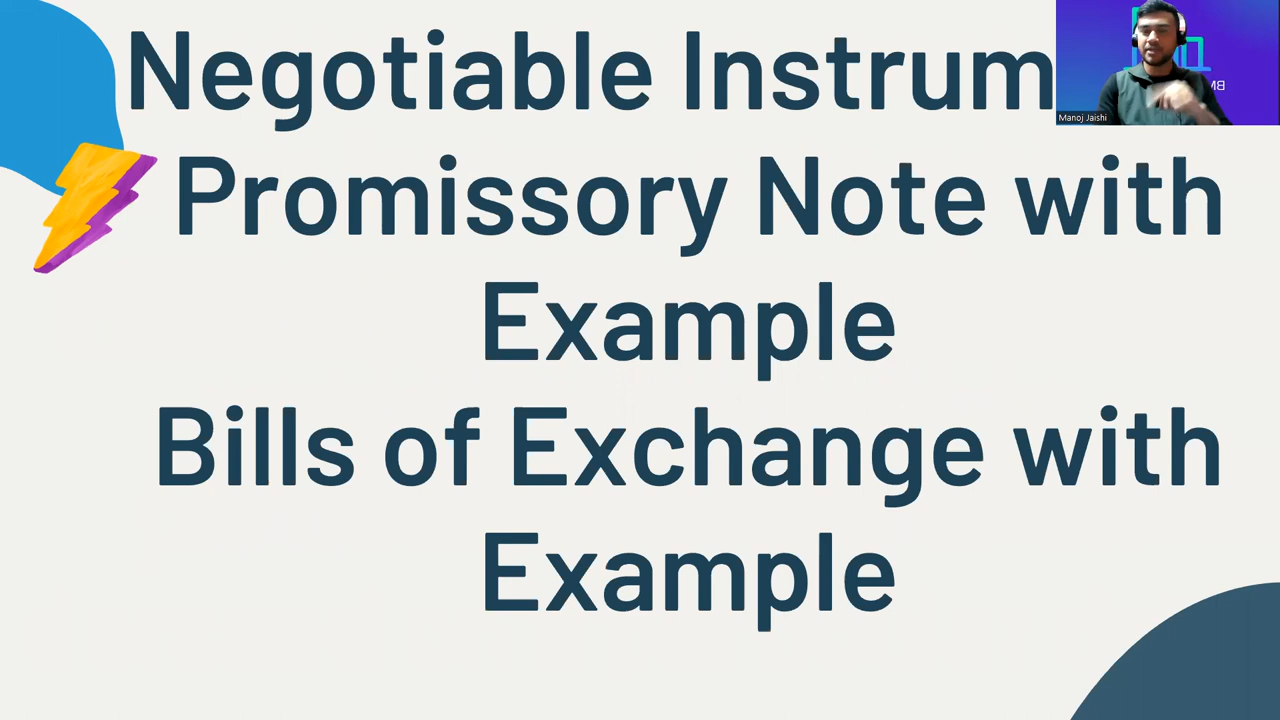 Negotiable Instrum
Promissory Note with
Example
Bills of Exchange with
Example
Manoj Jaishi